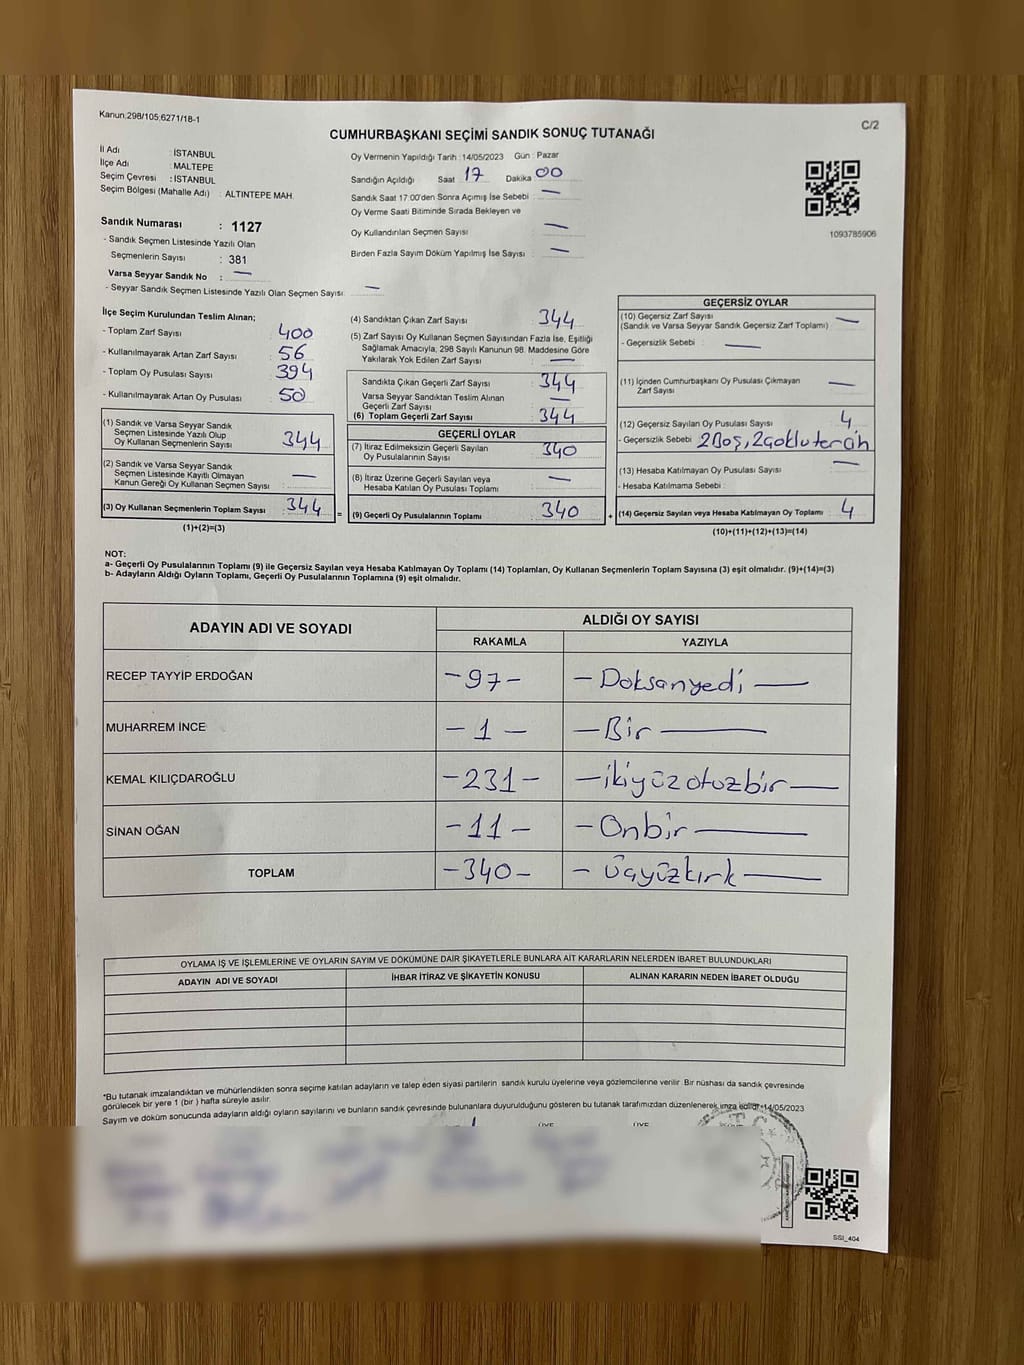 Kanun:298/105;6271/18-1
C/2
CUMHURBAŞKANI SEÇİMİ SANDIK SONUÇ TUTANAĞI
İl Adı : İSTANBUL
İlçe Adı : MALTEPE
Seçim Çevresi : İSTANBUL
Seçim Bölgesi (Mahalle Adı) : ALTINTEPE MAH.
Sandık Numarası : 1127
- Sandık Seçmen Listesinde Yazılı Olan
Seçmenlerin Sayısı : 381
Varsa Seyyar Sandık No : —
- Seyyar Sandık Seçmen Listesinde Yazılı Olan Seçmen Sayısı: —
Oy Vermenin Yapıldığı Tarih : 14/05/2023 Gün : Pazar
Sandığın Açıldığı Saat 17 Dakika 00
Sandık Saat 17:00'den Sonra Açımış İse Sebebi : —
Oy Verme Saati Bitiminde Sırada Bekleyen ve
Oy Kullandırılan Seçmen Sayısı : —
Birden Fazla Sayım Döküm Yapılmış İse Sayısı : —
1093785906
İlçe Seçim Kurulundan Teslim Alınan;
- Toplam Zarf Sayısı : 400
- Kullanılmayarak Artan Zarf Sayısı : 56
- Toplam Oy Pusulası Sayısı : 394
- Kullanılmayarak Artan Oy Pusulası : 50
(1) Sandık ve Varsa Seyyar Sandık
Seçmen Listesinde Yazılı Olup
Oy Kullanan Seçmenlerin Sayısı : 344
(2) Sandık ve Varsa Seyyar Sandık
Seçmen Listesinde Kayıtlı Olmayan
Kanun Gereği Oy Kullanan Seçmen Sayısı : —
(3) Oy Kullanan Seçmenlerin Toplam Sayısı : 344
(1)+(2)=(3)
(4) Sandıktan Çıkan Zarf Sayısı : 344
(5) Zarf Sayısı Oy Kullanan Seçmen Sayısından Fazla İse, Eşitliği
Sağlamak Amacıyla, 298 Sayılı Kanunun 98. Maddesine Göre
Yakılarak Yok Edilen Zarf Sayısı : —
Sandıkta Çıkan Geçerli Zarf Sayısı : 344
Varsa Seyyar Sandıktan Teslim Alınan
Geçerli Zarf Sayısı : —
(6) Toplam Geçerli Zarf Sayısı : 344
GEÇERLİ OYLAR
(7) İtiraz Edilmeksizin Geçerli Sayılan
Oy Pusulalarının Sayısı : 340
(8) İtiraz Üzerine Geçerli Sayılan veya
Hesaba Katılan Oy Pusulası Toplamı : —
= (9) Geçerli Oy Pusulalarının Toplamı : 340
GEÇERSİZ OYLAR
(10) Geçersiz Zarf Sayısı : —
(Sandık ve Varsa Seyyar Sandık Geçersiz Zarf Toplamı)
- Geçersizlik Sebebi : —
(11) İçinden Cumhurbaşkanı Oy Pusulası Çıkmayan
Zarf Sayısı : —
(12) Geçersiz Sayılan Oy Pusulası Sayısı : 4
- Geçersizlik Sebebi : 2 Boş, 2 çoklu tercih
(13) Hesaba Katılmayan Oy Pusulası Sayısı : —
- Hesaba Katılmama Sebebi :
+ (14) Geçersiz Sayılan veya Hesaba Katılmayan Oy Toplamı : 4
(10)+(11)+(12)+(13)=(14)
NOT:
a- Geçerli Oy Pusulalarının Toplamı (9) ile Geçersiz Sayılan veya Hesaba Katılmayan Oy Toplamı (14) Toplamları, Oy Kullanan Seçmenlerin Toplam Sayısına (3) eşit olmalıdır. (9)+(14)=(3)
b- Adayların Aldığı Oyların Toplamı, Geçerli Oy Pusulalarının Toplamına (9) eşit olmalıdır.
ADAYIN ADI VE SOYADI
ALDIĞI OY SAYISI
RAKAMLA YAZIYLA
RECEP TAYYİP ERDOĞAN -97- - Doksanyedi —
MUHARREM İNCE - 1 - - Bir —
KEMAL KILIÇDAROĞLU -231- - ikiyüzotuzbir —
SİNAN OĞAN -11- - Onbir —
TOPLAM -340- - üçyüzkırk —
OYLAMA İŞ VE İŞLEMLERİNE VE OYLARIN SAYIM VE DÖKÜMÜNE DAİR ŞİKAYETLERLE BUNLARA AİT KARARLARIN NELERDEN İBARET BULUNDUKLARI
ADAYIN ADI VE SOYADI İHBAR İTİRAZ VE ŞİKAYETİN KONUSU ALINAN KARARIN NEDEN İBARET OLDUĞU
*Bu tutanak imzalandıktan ve mühürlendikten sonra seçime katılan adayların ve talep eden siyasi partilerin sandık kurulu üyelerine veya gözlemcilerine verilir. Bir nüshası da sandık çevresinde
görülecek bir yere 1 (bir ) hafta süreyle asılır.
Sayım ve döküm sonucunda adayların aldığı oyların sayılarını ve bunların sandık çevresinde bulunanlara duyurulduğunu gösteren bu tutanak tarafımızdan düzenlenerek imza edildi. 14/05/2023
ÜYE ÜYE
SSI_404